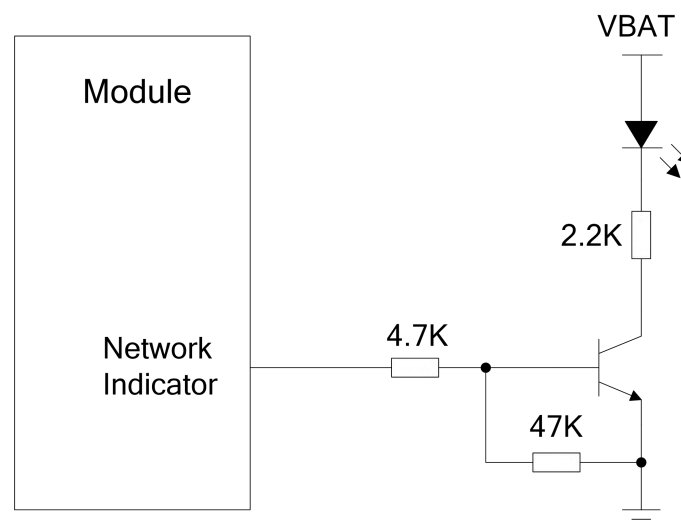 VBAT
Module
2.2K
4.7K
Network
Indicator
47K